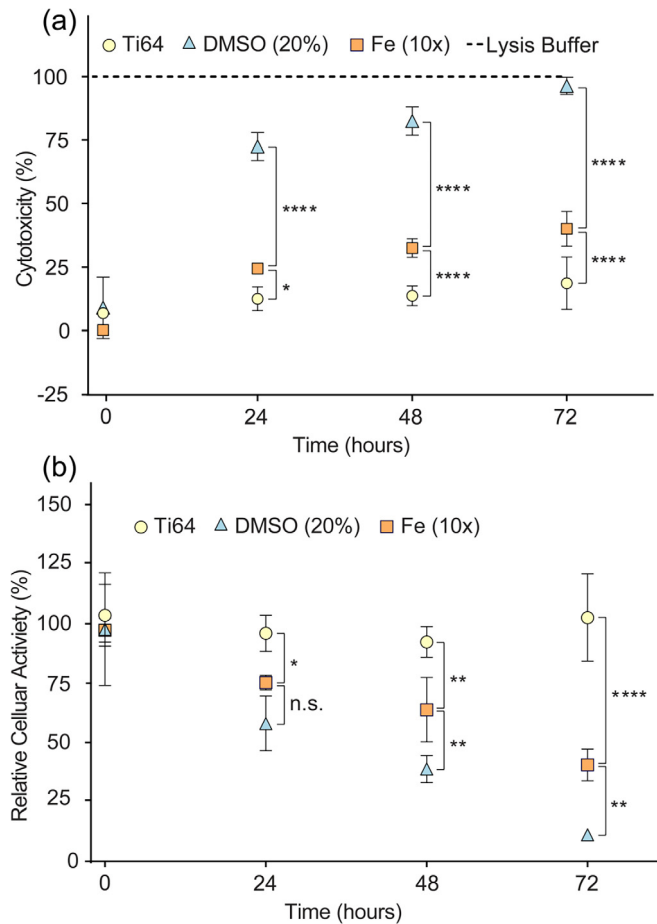 (a)
Ti64 DMSO (20%) Fe (10x) Lysis Buffer
Cytotoxicity (%)
100
75
50
25
0
-25
****
*
****
****
****
****
0 24 48 72
Time (hours)
(b)
Ti64 DMSO (20%) Fe (10x)
Relative Celluar Activiety (%)
150
125
100
75
50
25
0
*
n.s.
**
**
****
**
0 24 48 72
Time (hours)